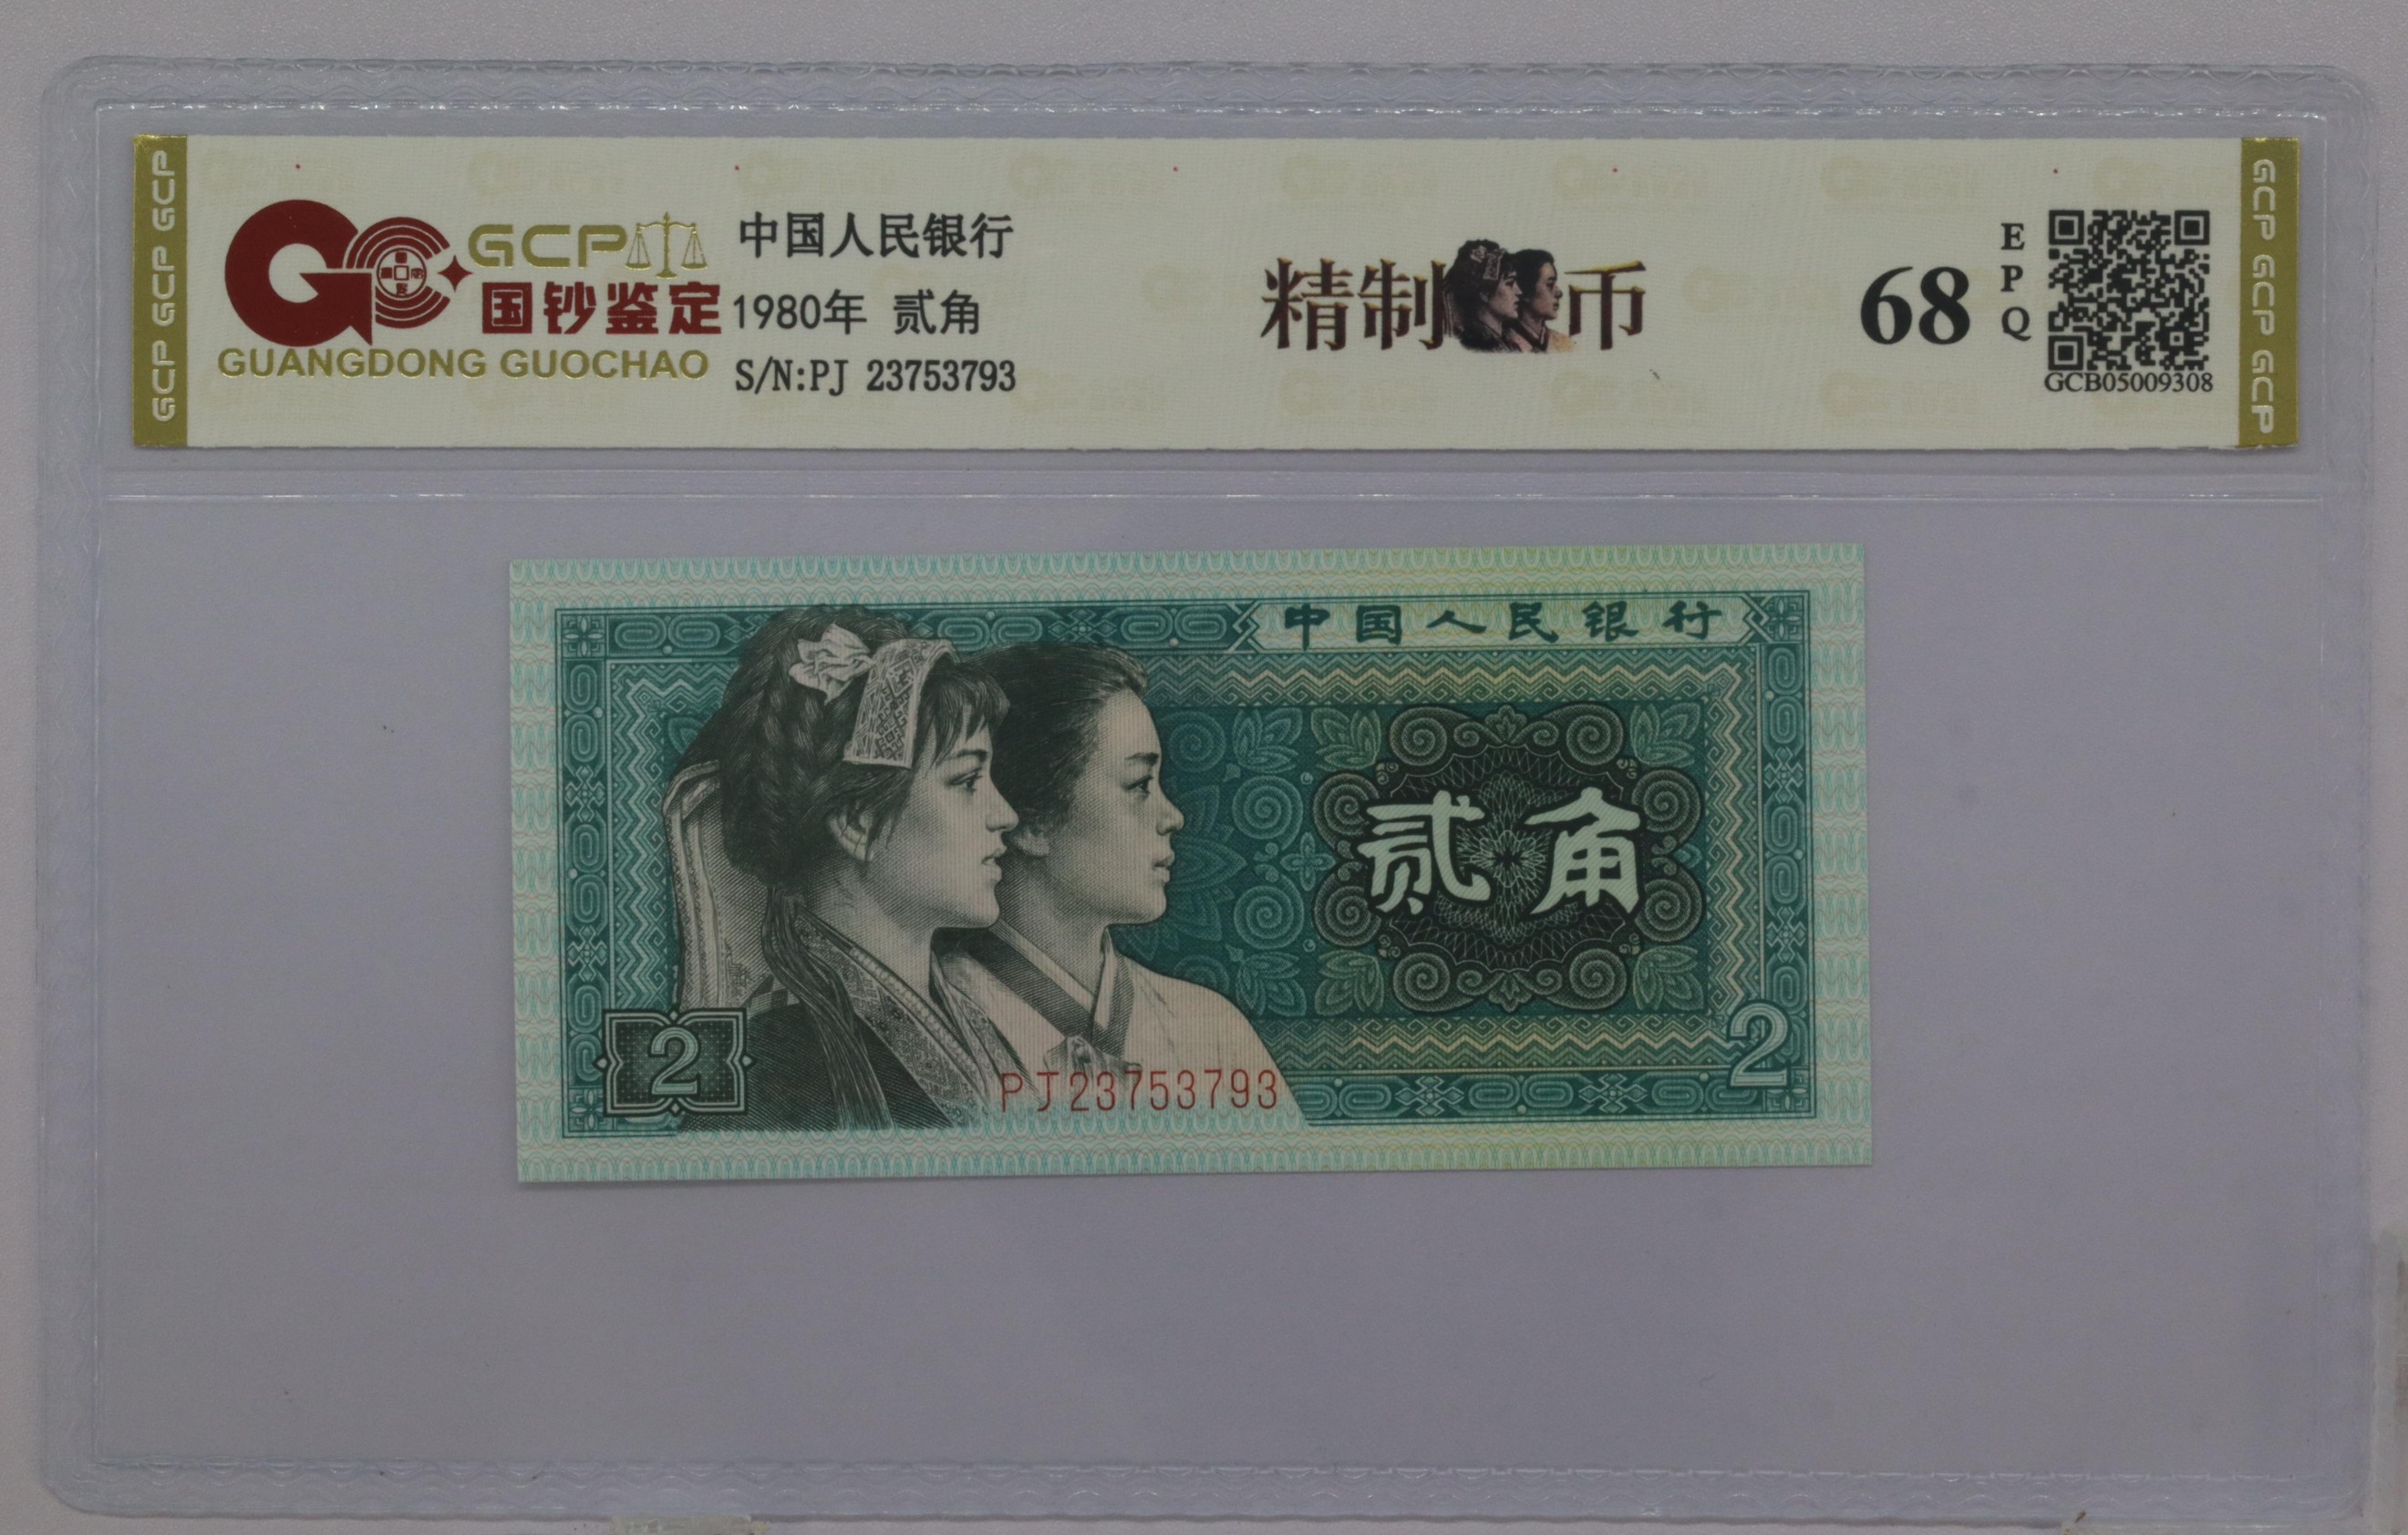 GCP GCP GCP
GCP
国钞鉴定
GUANGDONG GUOCHAO
中国人民银行
1980年 贰角
S/N:PJ 23753793
精制 币
68
EPQ
GCB05009308
GCP GCP GCP
中国人民银行
贰角
2
PJ23753793
2